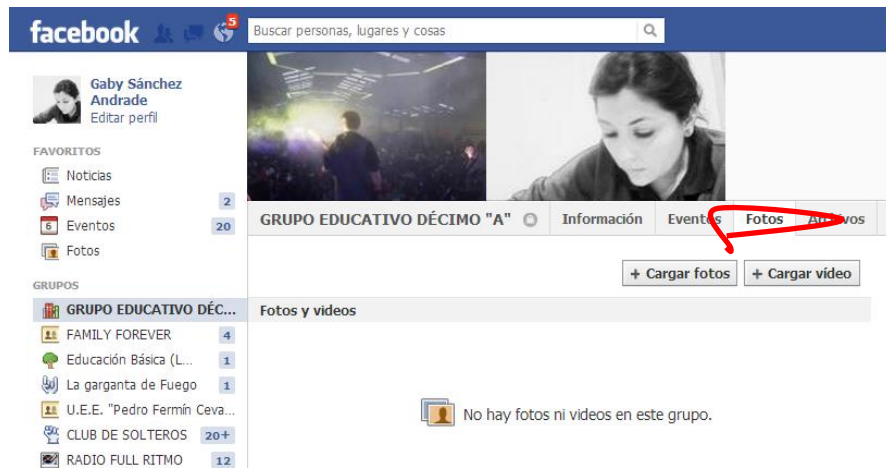 facebook
5
Buscar personas, lugares y cosas
Gaby Sánchez
Andrade
Editar perfil
FAVORITOS
Noticias
Mensajes 2
6 Eventos 20
Fotos
GRUPOS
GRUPO EDUCATIVO DÉC...
FAMILY FOREVER 4
Educación Básica (L... 1
La garganta de Fuego 1
U.E.E. "Pedro Fermín Ceva...
CLUB DE SOLTEROS 20+
RADIO FULL RITMO 12
GRUPO EDUCATIVO DÉCIMO "A" Información Eventos Fotos Archivos
+ Cargar fotos + Cargar vídeo
Fotos y videos
No hay fotos ni videos en este grupo.